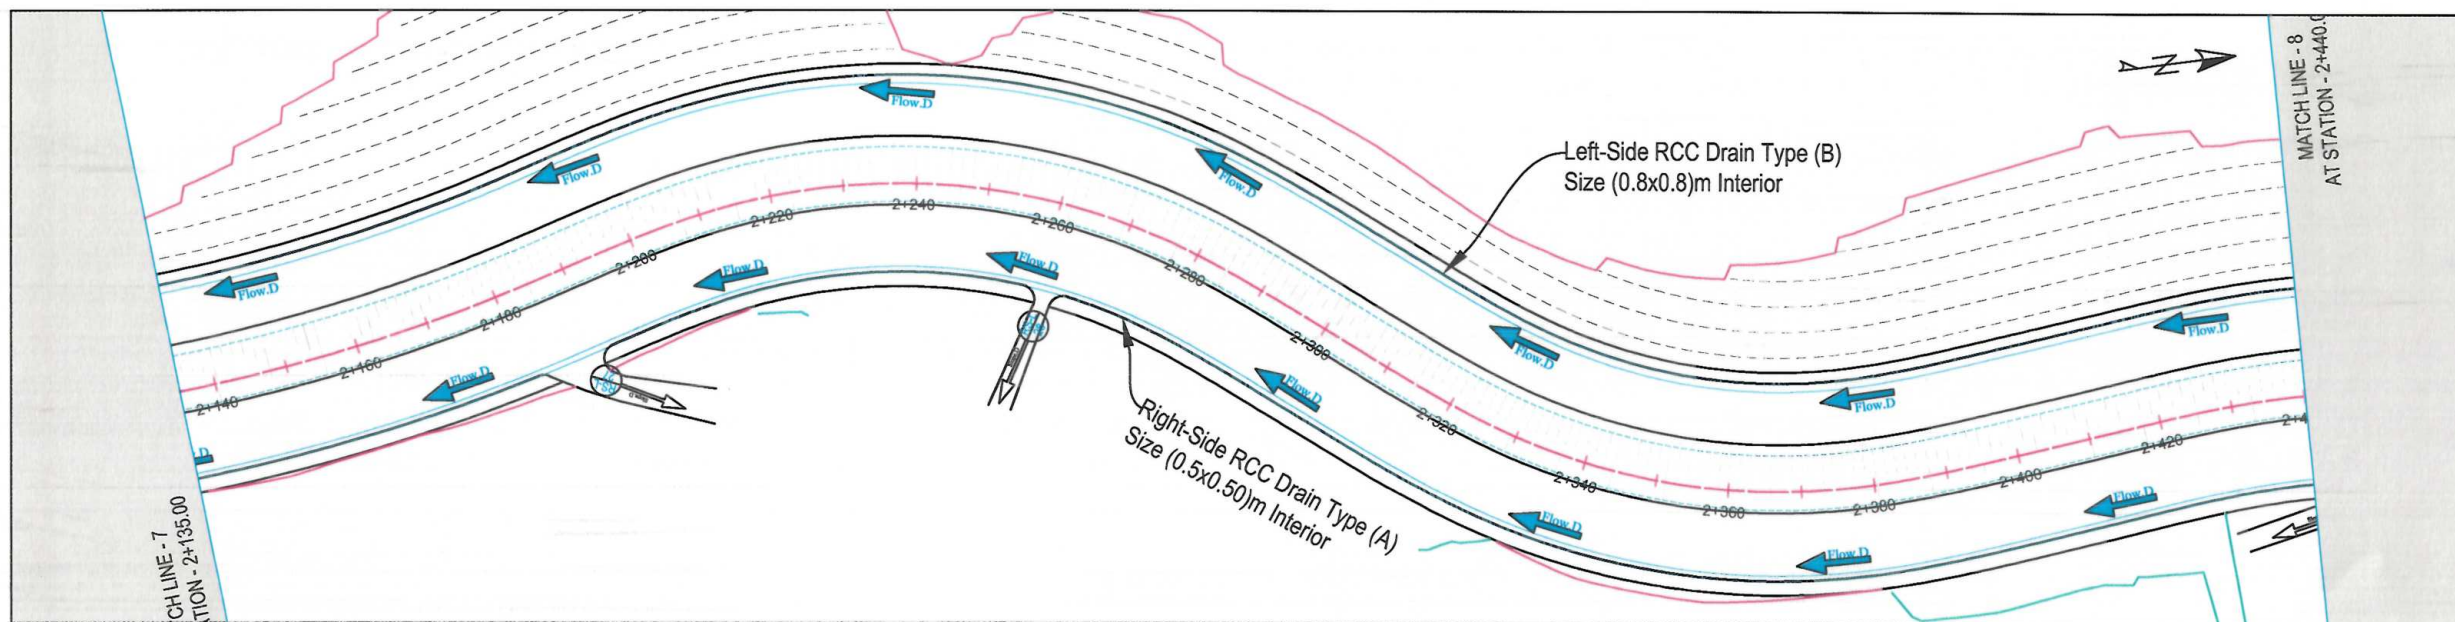 MATCH LINE - 8
AT STATION - 2+440.0
N
Left-Side RCC Drain Type (B)
Size (0.8x0.8)m Interior
Flow.D
Flow.D
Flow.D
Flow.D
Flow.D
Flow.D
Flow.D
2+140
2+160
2+180
2+200
2+220
2+240
2+260
2+280
2+300
2+320
2+340
2+360
2+380
2+400
2+420
2+4
Flow.D
Flow.D
Flow.D
Flow.D
Flow.D
Flow.D
Flow.D
.D
Right-Side RCC Drain Type (A)
Size (0.5x0.50)m Interior
CH LINE - 7
TION - 2+135.00